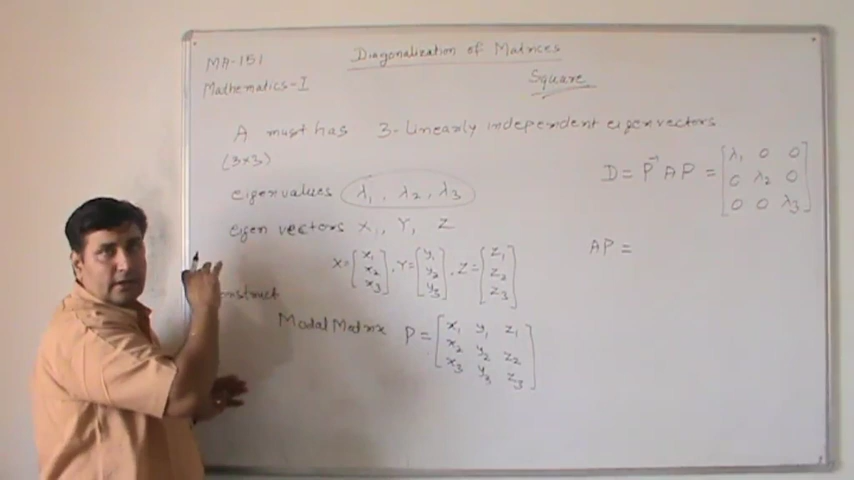 MA-151
Diagonalization of Matrices
Mathematics-I
Square
A must has 3-Linearly independent eigenvectors
(3×3)
D = P⁻¹ A P = [λ₁ 0 0
0 λ₂ 0
0 0 λ₃]
eigenvalues λ₁, λ₂, λ₃
eigen vectors X, Y, Z
AP =
X = [x₁ x₂ x₃], Y = [y₁ y₂ y₃], Z = [z₁ z₂ z₃]
onstruct
Modal Matrix P = [x₁ y₁ z₁
x₂ y₂ z₂
x₃ y₃ z₃]